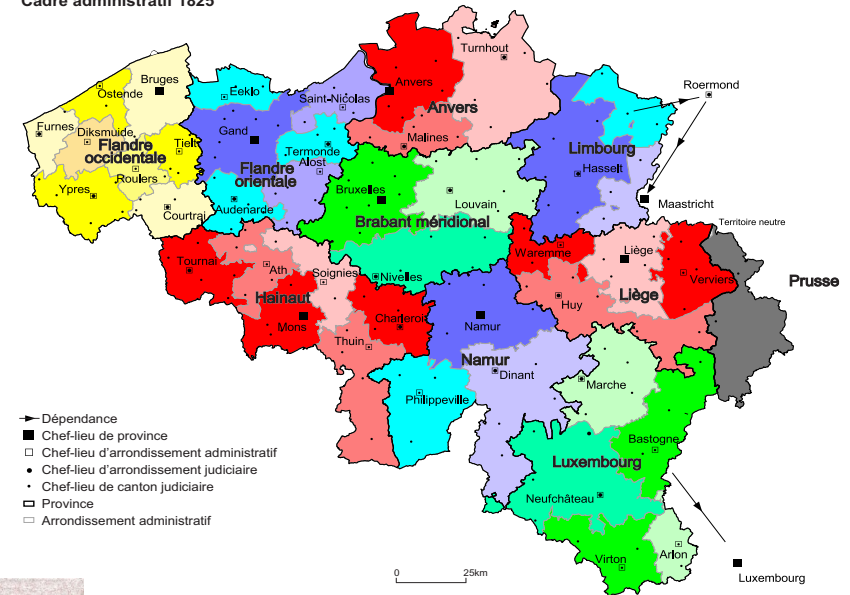 Cadre administratif 1825
Turnhout
Bruges
Anvers
Roermond
Ostende
Eeklo
Saint-Nicolas
Anvers
Furnes
Diksmuide
Gand
Malines
Limbourg
Tielt
Termonde
Flandre
occidentale
Alost
Hasselt
Flandre
orientale
Roulers
Ypres
Bruxelles
Audenarde
Louvain
Maastricht
Courtrai
Brabant méridional
Territoire neutre
Waremme
Liège
Tournai
Ath
Soignies
Nivelles
Verviers
Prusse
Hainaut
Huy
Liège
Mons
Charleroi
Namur
Thuin
Namur
Dinant
Marche
Philippeville
Dépendance
Chef-lieu de province
Chef-lieu d'arrondissement administratif
Chef-lieu d'arrondissement judiciaire
Chef-lieu de canton judiciaire
Province
Arrondissement administratif
Bastogne
Luxembourg
Neufchâteau
Virton
Arlon
Luxembourg
0
25km